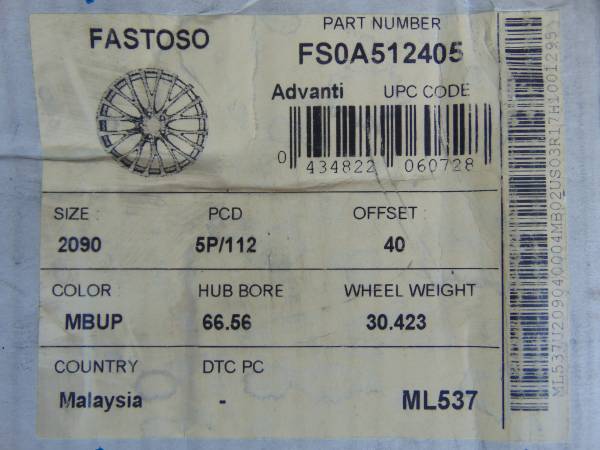 FASTOSO
PART NUMBER
FS0A512405
Advanti UPC CODE
0 434822 060728
SIZE : PCD OFFSET :
2090 5P/112 40
COLOR HUB BORE WHEEL WEIGHT
MBUP 66.56 30.423
COUNTRY DTC PC
Malaysia - ML537
ML537U209040004MB02US03R17H1001295